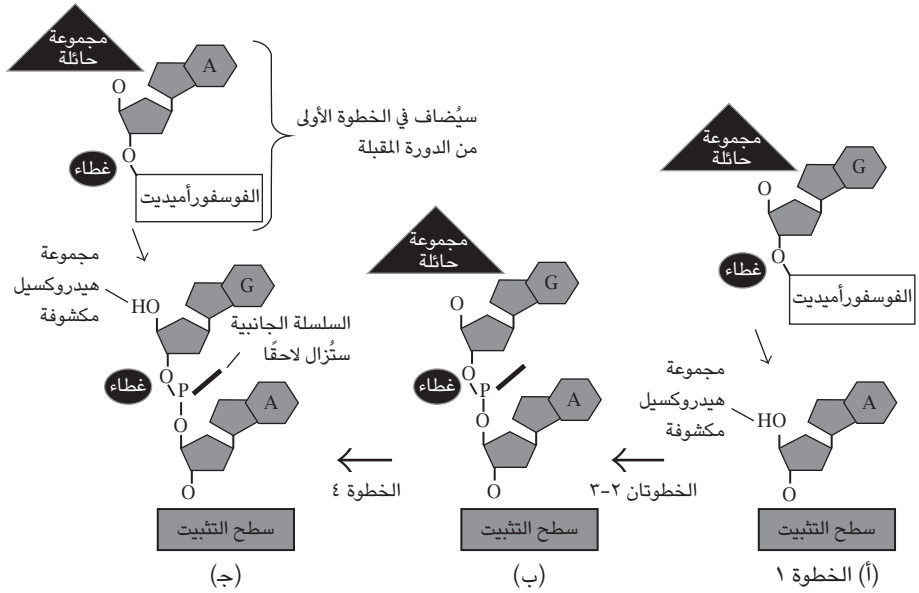 مجموعة
حائلة
G
O
O
غطاء
الفوسفورأميديت
مجموعة
هيدروكسيل
مكشوفة
HO
A
O
سطح التثبيت
(أ) الخطوة ١
الخطوتان ٢-٣
مجموعة
حائلة
G
O
O
غطاء
P
O
A
O
سطح التثبيت
(ب)
الخطوة ٤
مجموعة
حائلة
A
O
O
غطاء
الفوسفورأميديت
سيُضاف في الخطوة الأولى
من الدورة المقبلة
مجموعة
هيدروكسيل
مكشوفة
HO
G
السلسلة الجانبية
ستُزال لاحقًا
O
غطاء
P
O
A
O
سطح التثبيت
(ج)